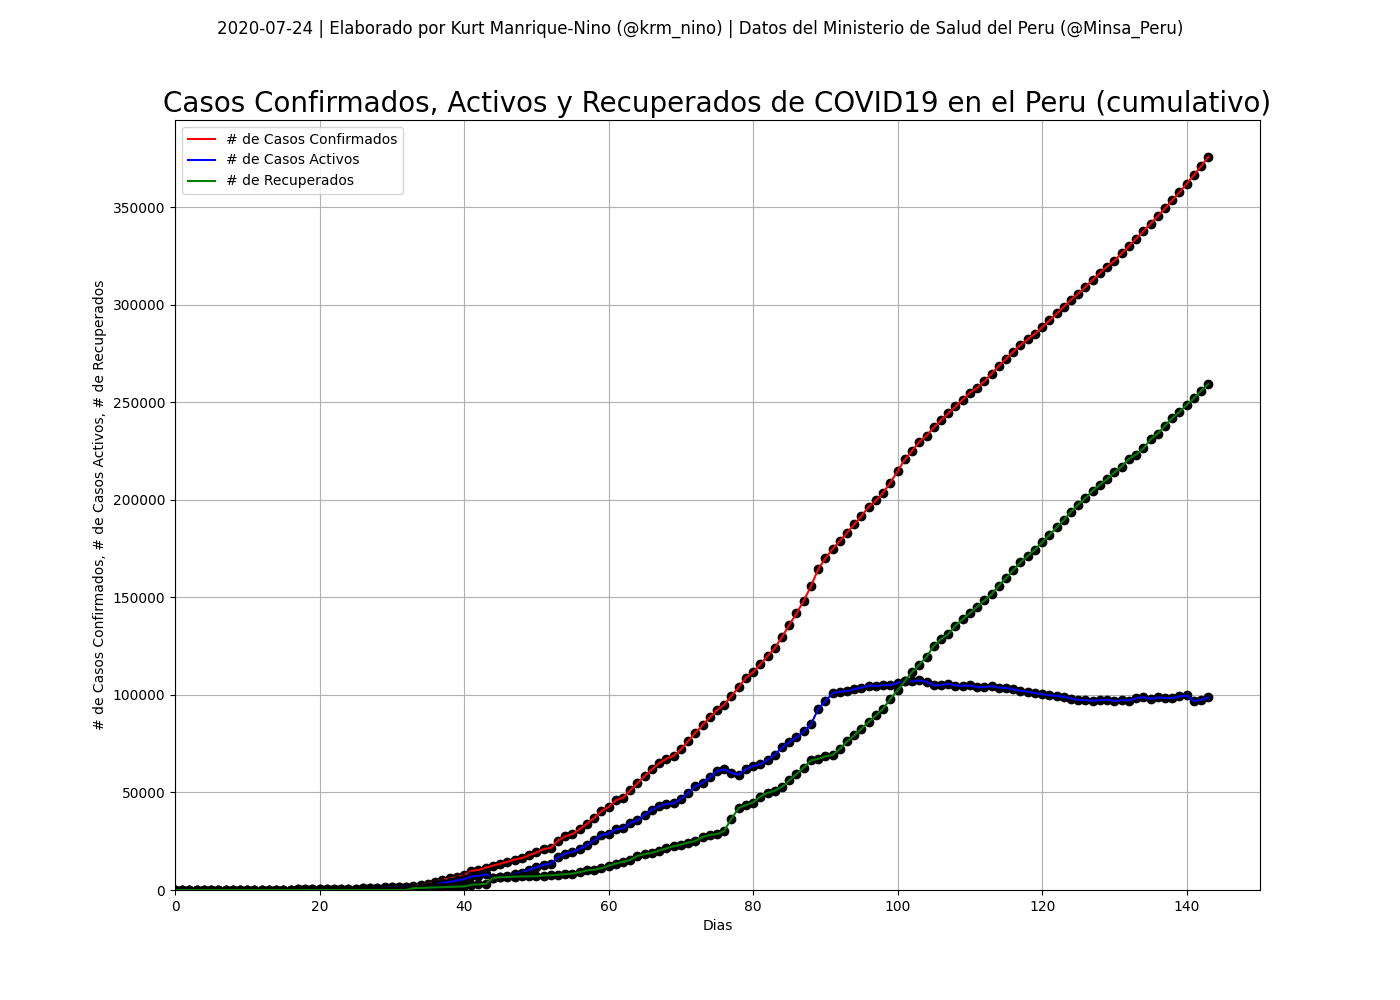 2020-07-24 | Elaborado por Kurt Manrique-Nino (@krm_nino) | Datos del Ministerio de Salud del Peru (@Minsa_Peru)
Casos Confirmados, Activos y Recuperados de COVID19 en el Peru (cumulativo)
# de Casos Confirmados
# de Casos Activos
# de Recuperados
# de Casos Confirmados, # de Casos Activos, # de Recuperados
350000
300000
250000
200000
150000
100000
50000
0
0 20 40 60 80 100 120 140
Dias